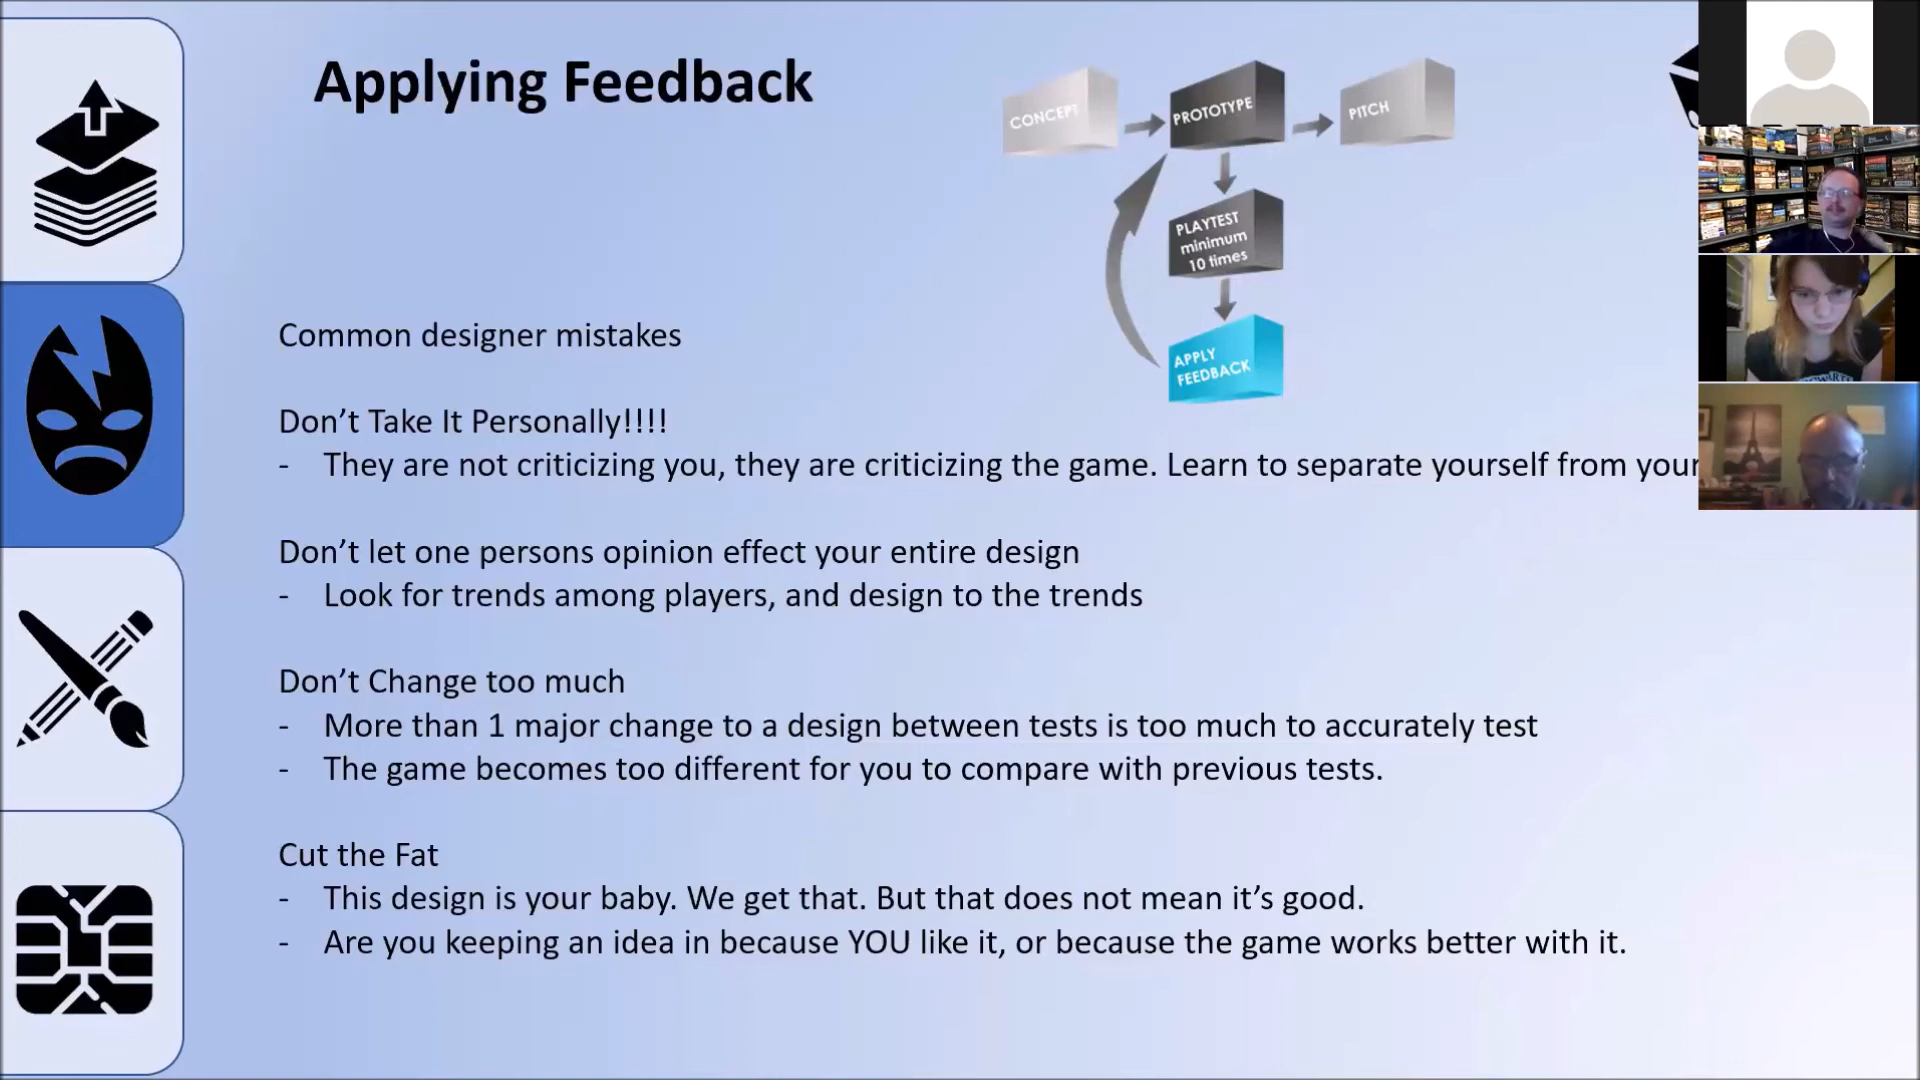 Applying Feedback
CONCEPT
PROTOTYPE
PITCH
PLAYTEST
minimum
10 times
APPLY
FEEDBACK
Common designer mistakes
Don’t Take It Personally!!!!
- They are not criticizing you, they are criticizing the game. Learn to separate yourself from your
Don’t let one persons opinion effect your entire design
- Look for trends among players, and design to the trends
Don’t Change too much
- More than 1 major change to a design between tests is too much to accurately test
- The game becomes too different for you to compare with previous tests.
Cut the Fat
- This design is your baby. We get that. But that does not mean it’s good.
- Are you keeping an idea in because YOU like it, or because the game works better with it.